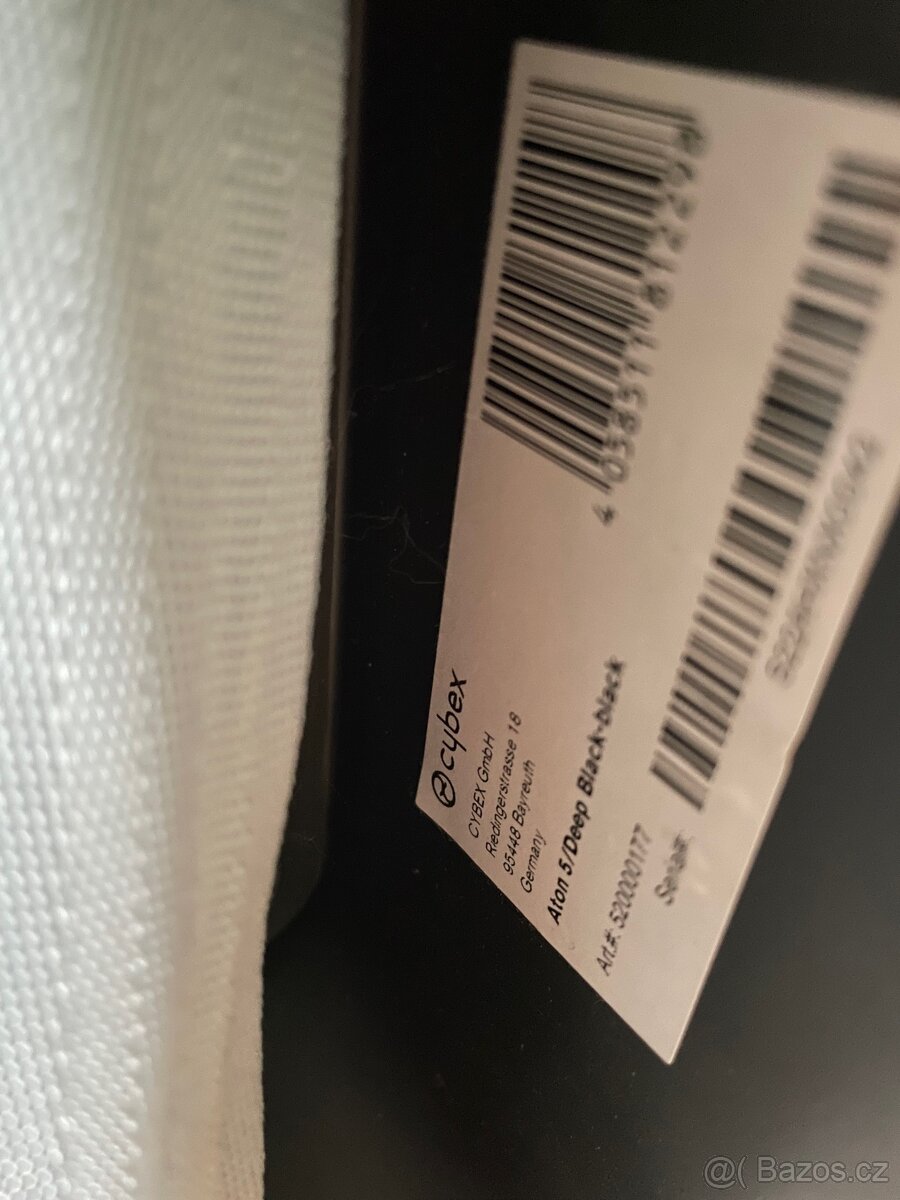 cybex
CYBEX GmbH
Riedingerstrasse 18
95448 Bayreuth
Germany
Aton 5/Deep Black-black
Art.#: 520000177
Serial#:
@( Bazos.cz